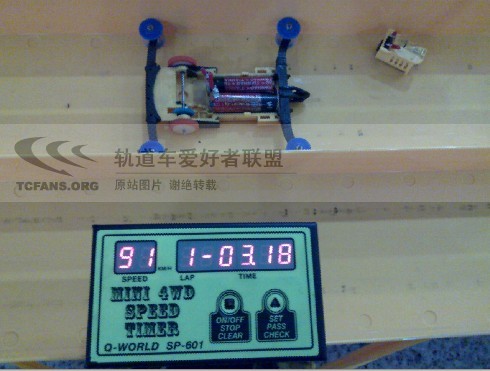 轨道车爱好者联盟
TCFANS.ORG
原站图片 谢绝转载
91 KM/H 1-03.18
SPEED LAP TIME
MINI 4WD
SPEED
TIMER
ON/OFF
STOP
CLEAR
SET
PASS
CHECK
Q-WORLD SP-601